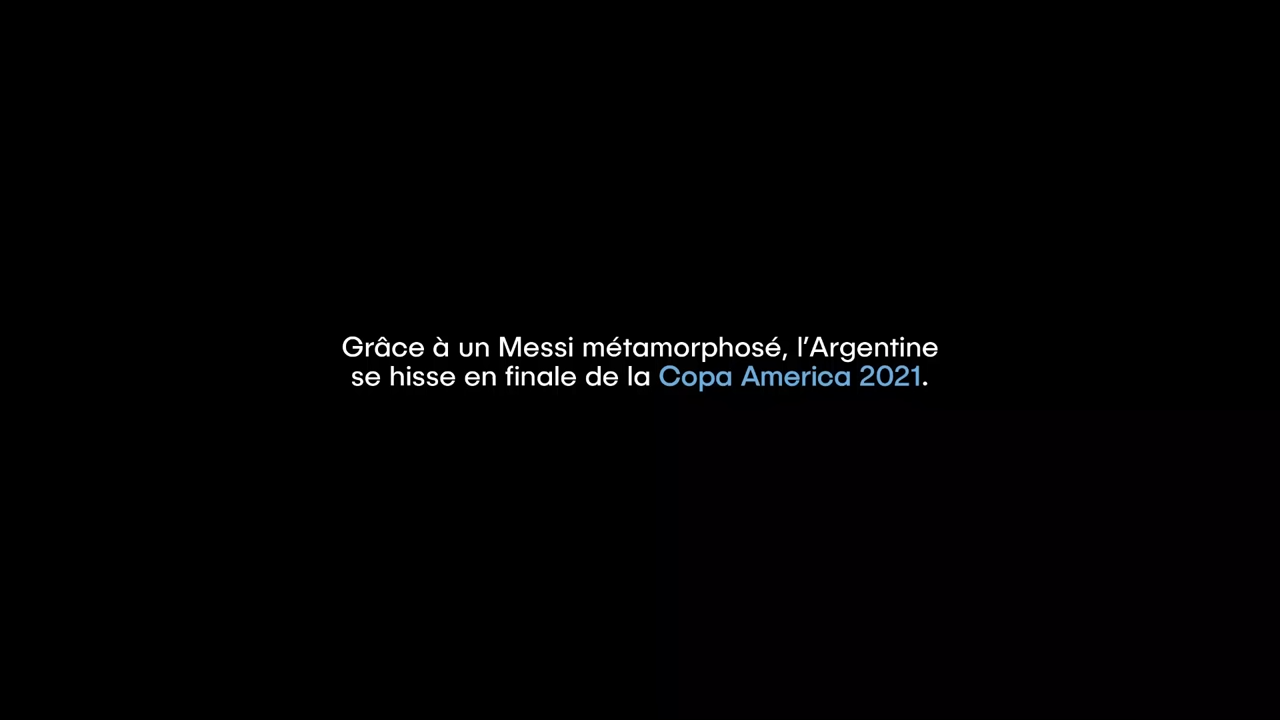 Grâce à un Messi métamorphosé, l’Argentine
se hisse en finale de la Copa America 2021.